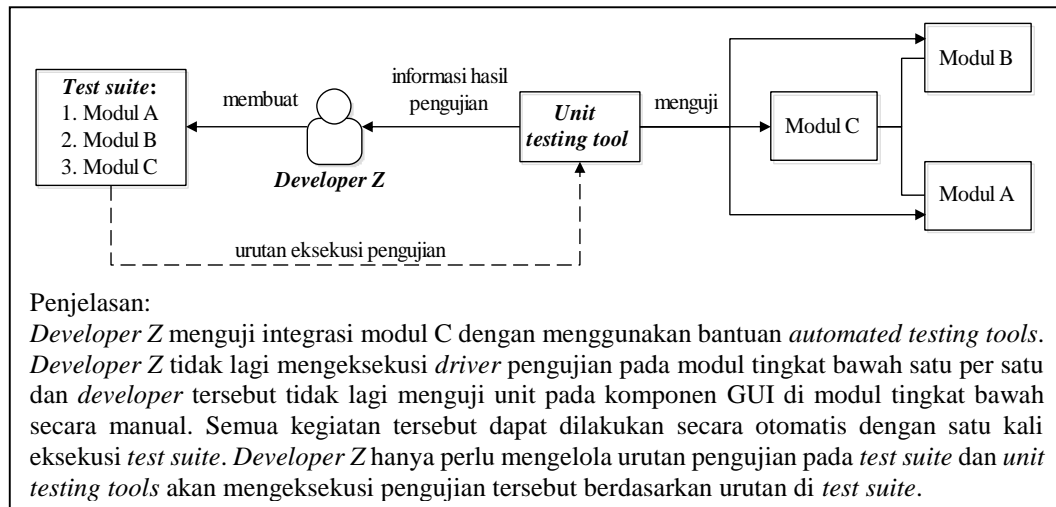 Test suite:
1. Modul A
2. Modul B
3. Modul C
membuat
Developer Z
informasi hasil
pengujian
Unit
testing tool
menguji
Modul B
Modul C
Modul A
urutan eksekusi pengujian
Penjelasan:
Developer Z menguji integrasi modul C dengan menggunakan bantuan automated testing tools.
Developer Z tidak lagi mengeksekusi driver pengujian pada modul tingkat bawah satu per satu
dan developer tersebut tidak lagi menguji unit pada komponen GUI di modul tingkat bawah
secara manual. Semua kegiatan tersebut dapat dilakukan secara otomatis dengan satu kali
eksekusi test suite. Developer Z hanya perlu mengelola urutan pengujian pada test suite dan unit
testing tools akan mengeksekusi pengujian tersebut berdasarkan urutan di test suite.